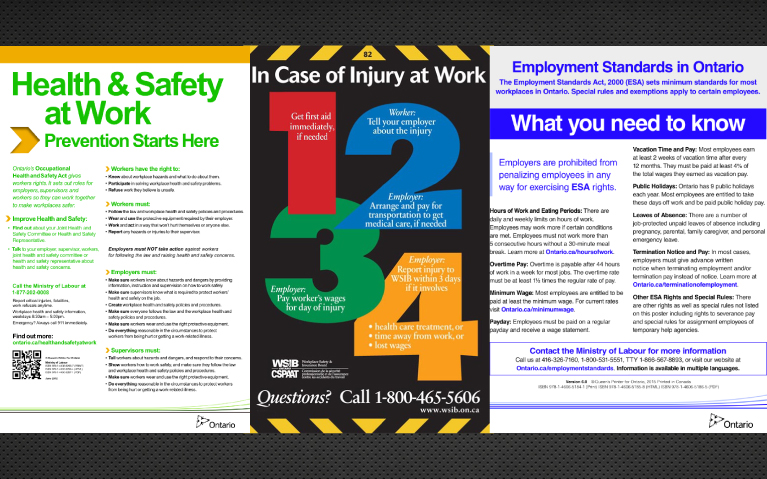 Health & Safety
at Work
Prevention Starts Here
Ontario's Occupational
Health and Safety Act gives
workers rights. It sets out roles for
employers, supervisors and
workers so they can work together
to make workplaces safer.
Improve Health and Safety:
• Find out about your Joint Health and
Safety Committee or Health and Safety
Representative.
• Talk to your employer, supervisor, workers,
joint health and safety committee or
health and safety representative about
health and safety concerns.
Call the Ministry of Labour at
1-877-202-0008
Report critical injuries, fatalities,
work refusals anytime.
Workplace health and safety information,
weekdays 8:30am – 5:00pm.
Emergency? Always call 911 immediately.
Find out more:
ontario.ca/healthandsafetyatwork
Workers have the right to:
• Know about workplace hazards and what to do about them.
• Participate in solving workplace health and safety problems.
• Refuse work they believe is unsafe.
Workers must:
• Follow the law and workplace health and safety policies and procedures.
• Wear and use the protective equipment required by their employer.
• Work and act in a way that won't hurt themselves or anyone else.
• Report any hazards or injuries to their supervisor.
Employers must NOT take action against workers
for following the law and raising health and safety concerns.
Employers must:
• Make sure workers know about hazards and dangers by providing
information, instruction and supervision on how to work safely.
• Make sure supervisors know what is required to protect workers'
health and safety on the job.
• Create workplace health and safety policies and procedures.
• Make sure everyone follows the law and the workplace health and
safety policies and procedures.
• Make sure workers wear and use the right protective equipment.
• Do everything reasonable in the circumstances to protect
workers from being hurt or getting a work-related illness.
Supervisors must:
• Tell workers about hazards and dangers, and respond to their concerns.
• Show workers how to work safely, and make sure they follow the law
and workplace health and safety policies and procedures.
• Make sure workers wear and use the right protective equipment.
• Do everything reasonable in the circumstances to protect workers
from being hurt or getting a work-related illness.
Ontario
82
In Case of Injury at Work
1
Get first aid
immediately,
if needed
2
Worker:
Tell your employer
about the injury
Employer:
Arrange and pay for
transportation to get
medical care, if needed
3
Employer:
Pay worker's wages
for day of injury
4
Employer:
Report injury to
WSIB within 3 days
if it involves
• health care treatment, or
• time away from work, or
• lost wages
WSIB
CSPAAT
Questions? Call 1-800-465-5606
www.wsib.on.ca
Employment Standards in Ontario
The Employment Standards Act, 2000 (ESA) sets minimum standards for most
workplaces in Ontario. Special rules and exemptions apply to certain employees.
What you need to know
Employers are prohibited from
penalizing employees in any
way for exercising ESA rights.
Hours of Work and Eating Periods: There are
daily and weekly limits on hours of work.
Employees may work more if certain conditions
are met. Employees must not work more than
5 consecutive hours without a 30-minute meal
break. Learn more at Ontario.ca/hoursofwork.
Overtime Pay: Overtime is payable after 44 hours
of work in a week for most jobs. The overtime rate
must be at least 1½ times the regular rate of pay.
Minimum Wage: Most employees are entitled to be
paid at least the minimum wage. For current rates
visit Ontario.ca/minimumwage.
Payday: Employees must be paid on a regular
payday and receive a wage statement.
Vacation Time and Pay: Most employees earn
at least 2 weeks of vacation time after every
12 months. They must be paid at least 4% of
the total wages they earned as vacation pay.
Public Holidays: Ontario has 9 public holidays
each year. Most employees are entitled to take
these days off work and be paid public holiday pay.
Leaves of Absence: There are a number of
job-protected unpaid leaves of absence including
pregnancy, parental, family caregiver, and personal
emergency leave.
Termination Notice and Pay: In most cases,
employers must give advance written
notice when terminating employment and/or
termination pay instead of notice. Learn more at
Ontario.ca/terminationofemployment.
Other ESA Rights and Special Rules: There
are other rights as well as special rules not listed
on this poster including rights to severance pay
and special rules for assignment employees of
temporary help agencies.
Contact the Ministry of Labour for more information
Call us at 416-326-7160, 1-800-531-5551, TTY 1-866-567-8893, or visit our website at
Ontario.ca/employmentstandards. Information is available in multiple languages.
Ontario